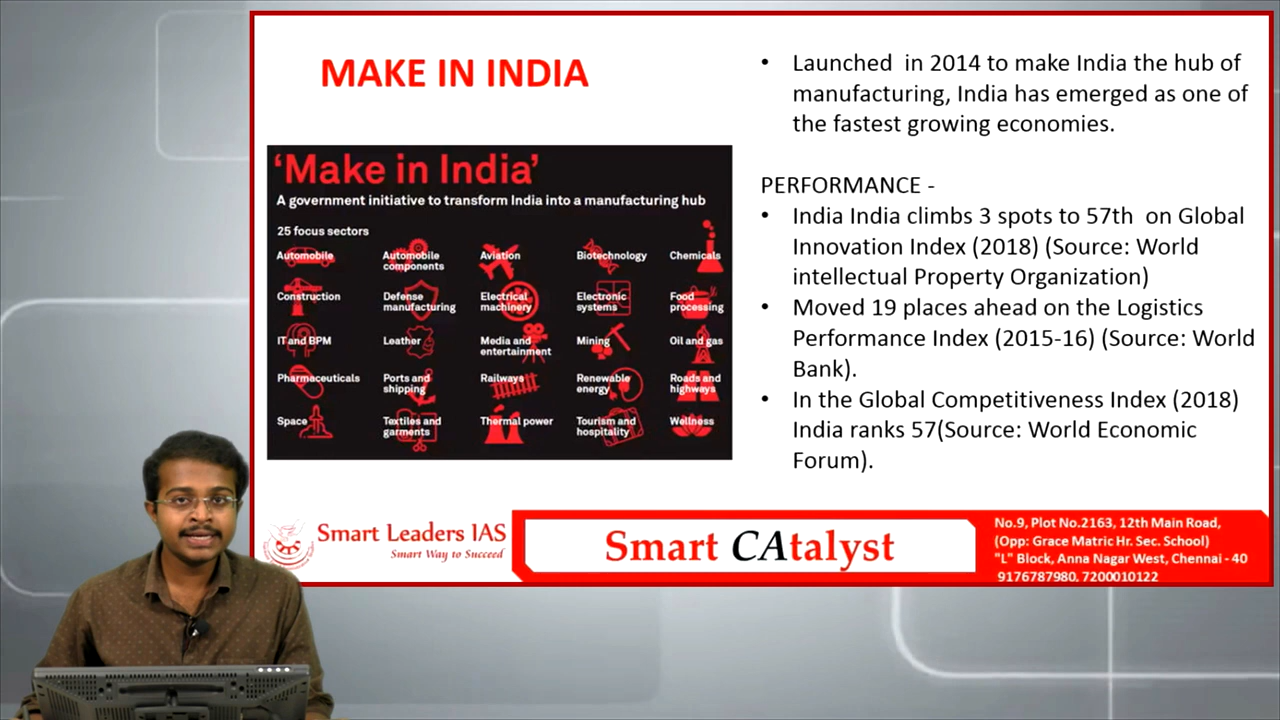 MAKE IN INDIA
'Make in India'
A government initiative to transform India into a manufacturing hub
25 focus sectors
Automobile
Automobile
components
Aviation
Biotechnology
Chemicals
Construction
Defense
manufacturing
Electrical
machinery
Electronic
systems
Food
processing
IT and BPM
Leather
Media and
entertainment
Mining
Oil and gas
Pharmaceuticals
Ports and
shipping
Railways
Renewable
energy
Roads and
highways
Space
Textiles and
garments
Thermal power
Tourism and
hospitality
Wellness
• Launched in 2014 to make India the hub of
manufacturing, India has emerged as one of
the fastest growing economies.
PERFORMANCE -
• India India climbs 3 spots to 57th on Global
Innovation Index (2018) (Source: World
intellectual Property Organization)
• Moved 19 places ahead on the Logistics
Performance Index (2015-16) (Source: World
Bank).
• In the Global Competitiveness Index (2018)
India ranks 57(Source: World Economic
Forum).
Smart Leaders IAS
Smart Way to Succeed
Smart CAtalyst
No.9, Plot No.2163, 12th Main Road,
(Opp: Grace Matric Hr. Sec. School)
"L" Block, Anna Nagar West, Chennai - 40
9176787980, 7200010122